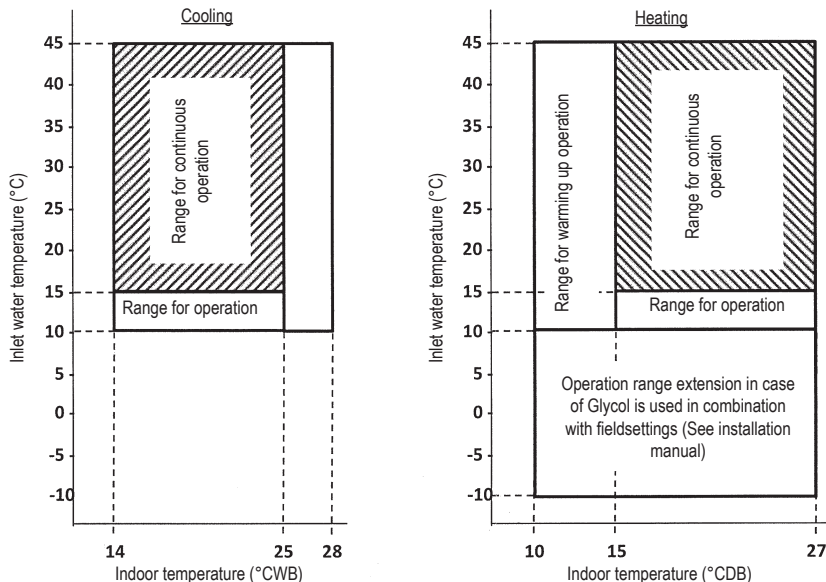 Cooling
45
40
35
30
25
20
15
10
5
0
-5
-10
Inlet water temperature (°C)
Range for continuous
operation
Range for operation
14
25
28
Indoor temperature (°CWB)
Heating
45
40
35
30
25
20
15
10
5
0
-5
-10
Inlet water temperature (°C)
Range for warming up operation
Range for continuous
operation
Range for operation
Operation range extension in case
of Glycol is used in combination
with fieldsettings (See installation
manual)
10
15
27
Indoor temperature (°CDB)